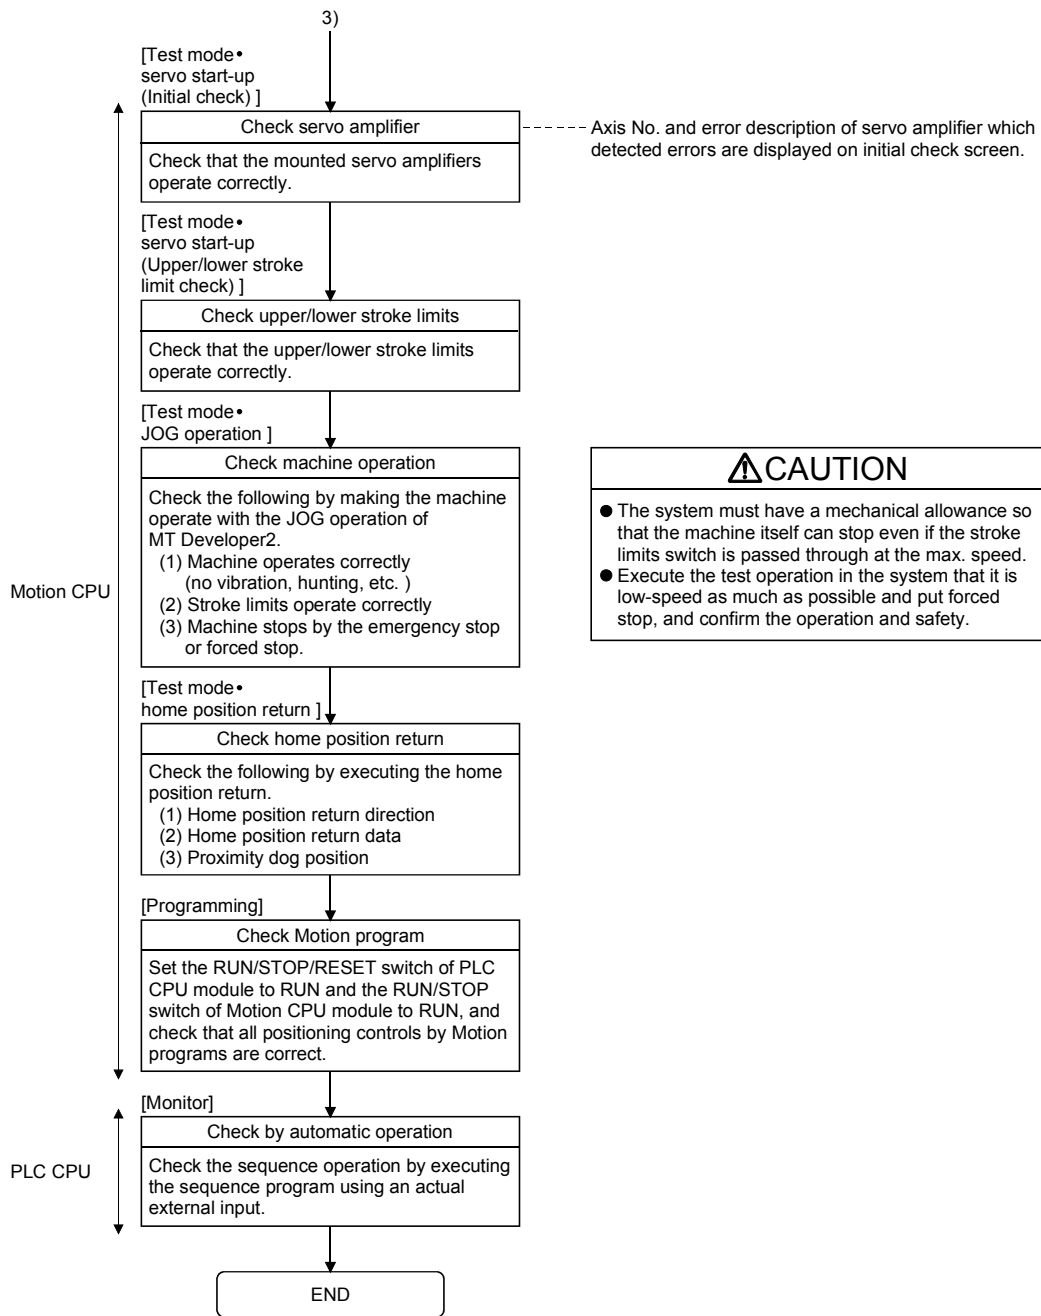 3)
[Test mode•
servo start-up
(Initial check) ]
Check servo amplifier
Check that the mounted servo amplifiers
operate correctly.
Axis No. and error description of servo amplifier which
detected errors are displayed on initial check screen.
[Test mode•
servo start-up
(Upper/lower stroke
limit check) ]
Check upper/lower stroke limits
Check that the upper/lower stroke limits
operate correctly.
[Test mode•
JOG operation ]
Check machine operation
Check the following by making the machine
operate with the JOG operation of
MT Developer2.
(1) Machine operates correctly
(no vibration, hunting, etc. )
(2) Stroke limits operate correctly
(3) Machine stops by the emergency stop
or forced stop.
⚠CAUTION
● The system must have a mechanical allowance so
that the machine itself can stop even if the stroke
limits switch is passed through at the max. speed.
● Execute the test operation in the system that it is
low-speed as much as possible and put forced
stop, and confirm the operation and safety.
Motion CPU
[Test mode•
home position return ]
Check home position return
Check the following by executing the home
position return.
(1) Home position return direction
(2) Home position return data
(3) Proximity dog position
[Programming]
Check Motion program
Set the RUN/STOP/RESET switch of PLC
CPU module to RUN and the RUN/STOP
switch of Motion CPU module to RUN, and
check that all positioning controls by Motion
programs are correct.
[Monitor]
Check by automatic operation
Check the sequence operation by executing
the sequence program using an actual
external input.
PLC CPU
END